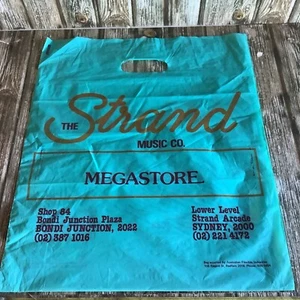 THE Strand
MUSIC CO.
MEGASTORE
Shop 64
Bondi Junction Plaza
BONDI JUNCTION, 2022
(02) 387 1016
Lower Level
Strand Arcade
SYDNEY, 2000
(02) 221 4172